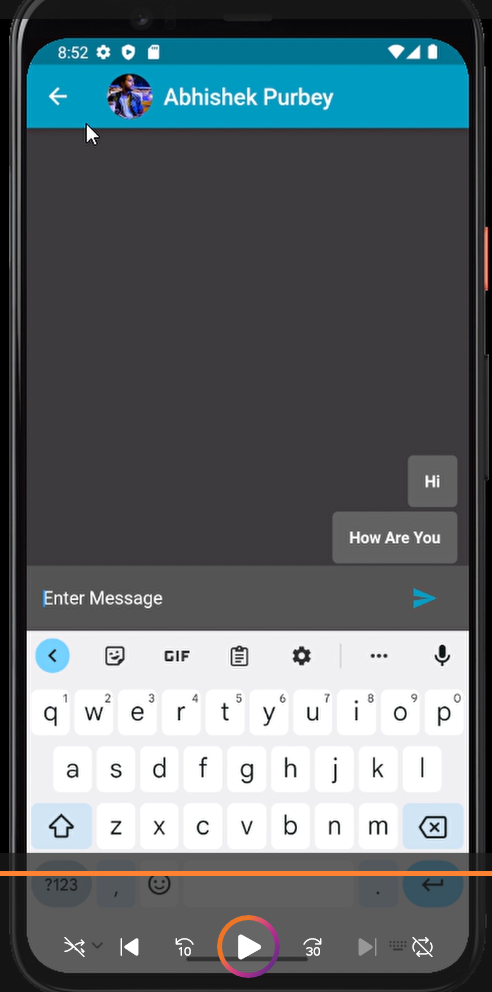 8:52
Abhishek Purbey
Hi
How Are You
Enter Message
GIF
q1 w2 e3 r4 t5 y6 u7 i8 o9 p0
a s d f g h j k l
z x c v b n m
?123 , .
10 30